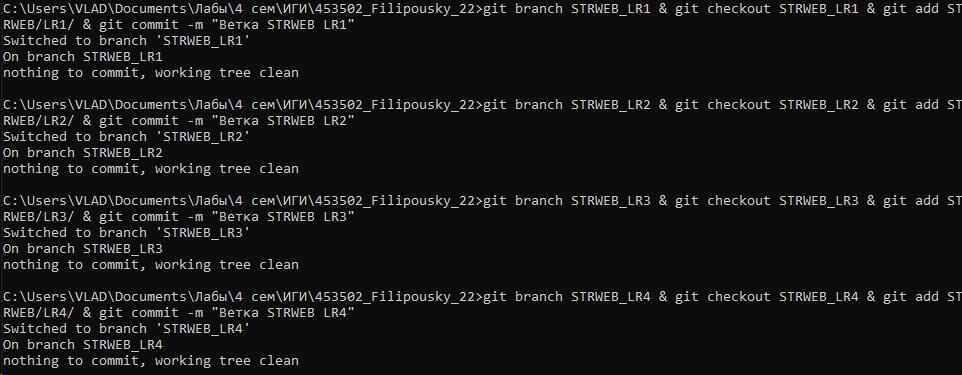 C:\Users\VLAD\Documents\Лабы\4 сем\ИГИ\453502_Filipousky_22>git branch STRWEB_LR1 & git checkout STRWEB_LR1 & git add ST
RWEB/LR1/ & git commit -m "Ветка STRWEB LR1"
Switched to branch 'STRWEB_LR1'
On branch STRWEB_LR1
nothing to commit, working tree clean
C:\Users\VLAD\Documents\Лабы\4 сем\ИГИ\453502_Filipousky_22>git branch STRWEB_LR2 & git checkout STRWEB_LR2 & git add ST
RWEB/LR2/ & git commit -m "Ветка STRWEB LR2"
Switched to branch 'STRWEB_LR2'
On branch STRWEB_LR2
nothing to commit, working tree clean
C:\Users\VLAD\Documents\Лабы\4 сем\ИГИ\453502_Filipousky_22>git branch STRWEB_LR3 & git checkout STRWEB_LR3 & git add ST
RWEB/LR3/ & git commit -m "Ветка STRWEB LR3"
Switched to branch 'STRWEB_LR3'
On branch STRWEB_LR3
nothing to commit, working tree clean
C:\Users\VLAD\Documents\Лабы\4 сем\ИГИ\453502_Filipousky_22>git branch STRWEB_LR4 & git checkout STRWEB_LR4 & git add ST
RWEB/LR4/ & git commit -m "Ветка STRWEB LR4"
Switched to branch 'STRWEB_LR4'
On branch STRWEB_LR4
nothing to commit, working tree clean